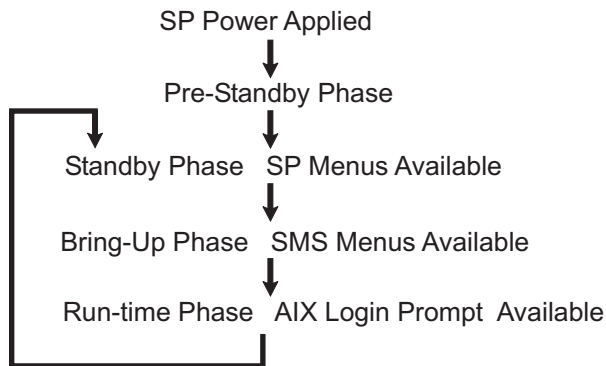 SP Power Applied
Pre-Standby Phase
Standby Phase SP Menus Available
Bring-Up Phase SMS Menus Available
Run-time Phase AIX Login Prompt Available